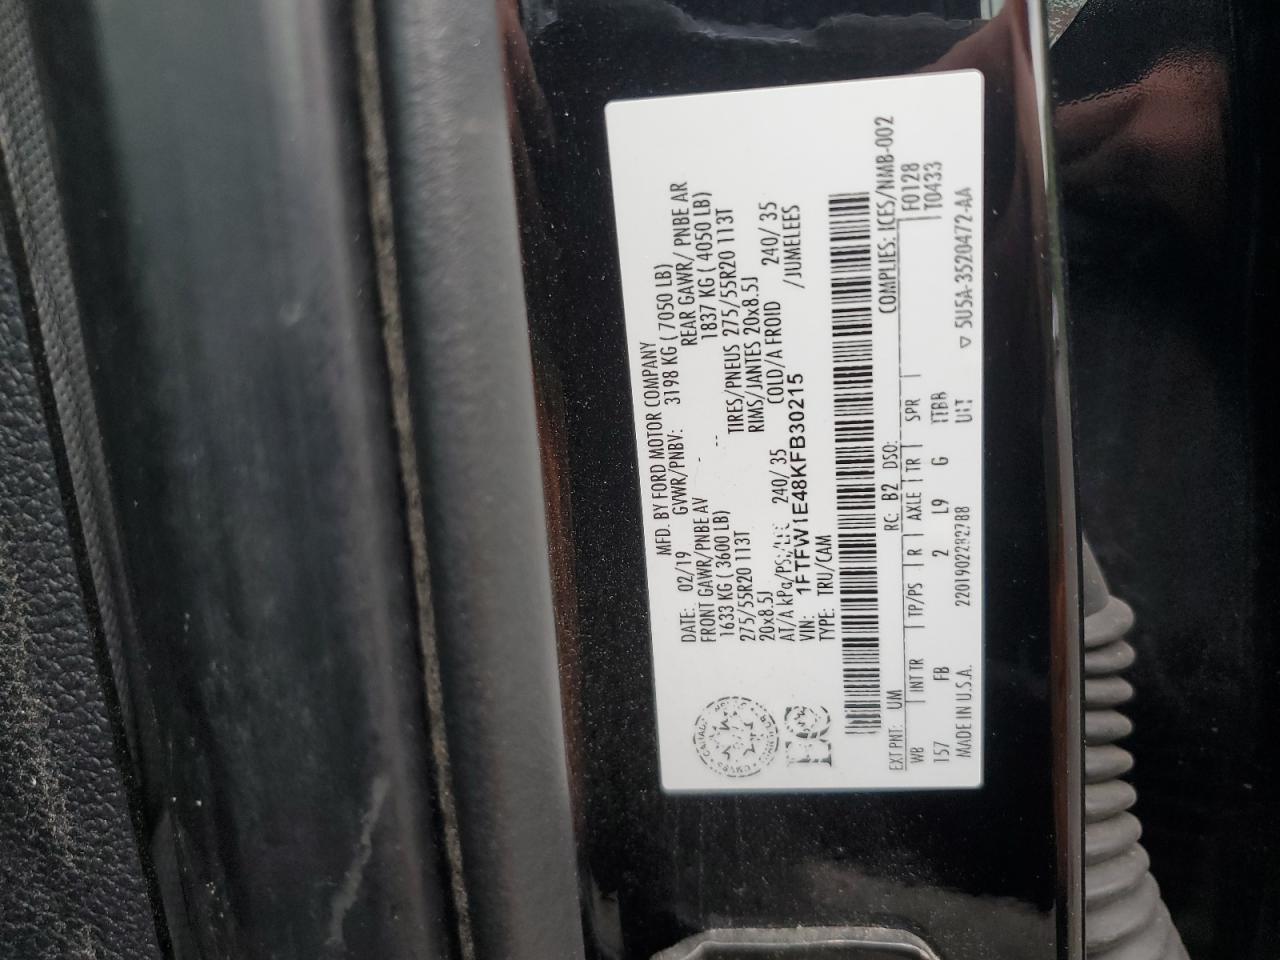 MFD. BY FORD MOTOR COMPANY
DATE: 02/19 GVWR/PNBV: 3198 KG ( 7050 LB)
FRONT GAWR/PNBE AV REAR GAWR/ PNBE AR
1633 KG ( 3600 LB) 1837 KG ( 4050 LB)
275/55R20 113T TIRES/PNEUS 275/55R20 113T
20x8.5J RIMS/JANTES 20x8.5J
AT/A kPa/PSI/LPC 240/ 35 COLD/A FROID 240/ 35
VIN: 1FTFW1E48KFB30215 /JUMELEES
TYPE: TRU/CAM
COMPLIES: ICES/NMB-002
EXT PNT: UM RC: B2 DSO: F0128
WB INT TR TP/PS R AXLE TR SPR T0433
157 FB 2 L9 G
MADE IN U.S.A. 5U5A-3520472-AA